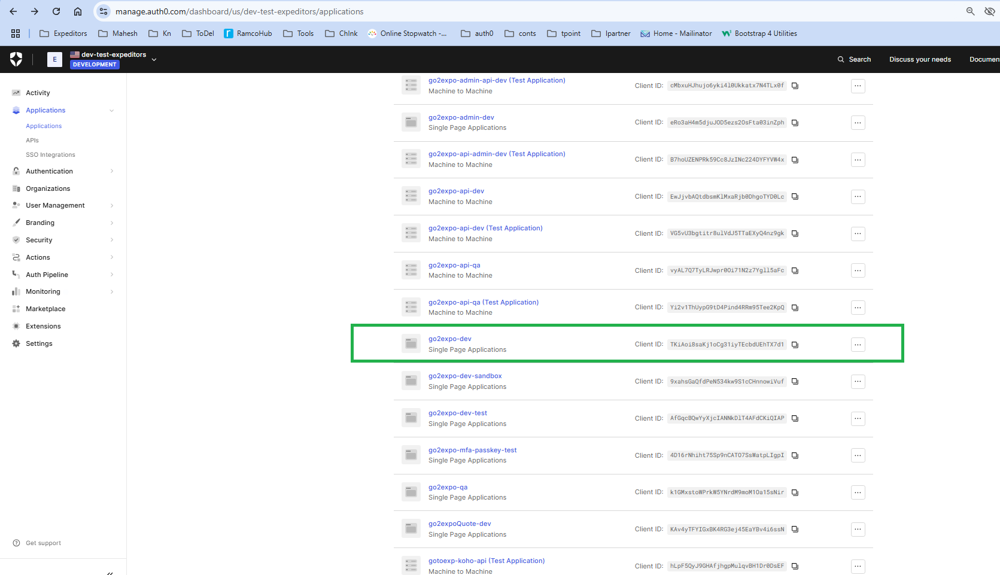 manage.auth0.com/dashboard/us/dev-test-expeditors/applications
Expeditors Mahesh Kn ToDel RamcoHub Tools ChInk Online Stopwatch -... auth0 conts tpoint Ipartner Home - Mailinator Bootstrap 4 Utilities
E dev-test-expeditors
DEVELOPMENT
Search Discuss your needs Documen
Activity
Applications
Applications
APIs
SSO Integrations
Authentication
Organizations
User Management
Branding
Security
Actions
Auth Pipeline
Monitoring
Marketplace
Extensions
Settings
Get support
go2expo-admin-api-dev (Test Application)
Machine to Machine
Client ID: cMbxuHJhujo6yki4l0Ukkatx7N4TLx0f
go2expo-admin-dev
Single Page Applications
Client ID: eRo3aH4m5djuJOD5ezs2OsFta03inZph
go2expo-api-admin-dev (Test Application)
Machine to Machine
Client ID: B7hoUZENPRk59Cc8JzINc224DYFYVW4x
go2expo-api-dev
Machine to Machine
Client ID: EwJjvbAQtdbsmKlMxaRjb0DhgoTYD0Lc
go2expo-api-dev (Test Application)
Machine to Machine
Client ID: VG5vU3bgtitr8ulVdJ5TTaEXyQ4nz9gk
go2expo-api-qa
Machine to Machine
Client ID: vyAL7Q7TyLRJwpr0Oi71N2z7Ygll5aFc
go2expo-api-qa (Test Application)
Machine to Machine
Client ID: Yi2v1ThUypG9tD4Pind4RRm95Tee2KpQ
go2expo-dev
Single Page Applications
Client ID: TKiAoi8saKj1oCg31iyTEcbdUEhTX7d1
go2expo-dev-sandbox
Single Page Applications
Client ID: 9xahsGaQfdPeN534kw9S1cCHnnowiVuf
go2expo-dev-test
Single Page Applications
Client ID: AfGqcBQwYyXjcIANNkDlT4AFdCKiQIAP
go2expo-mfa-passkey-test
Single Page Applications
Client ID: 4D16rNhiht75Sp9nCATO7SsWatpLIgpI
go2expo-qa
Single Page Applications
Client ID: k1GMxstoWPrkW5YNrdM9moM1Oa15sNir
go2expoQuote-dev
Single Page Applications
Client ID: KAv4yTFYIGxBK4RG3ej45EaYBv4i6ssN
gotoexp-koho-api (Test Application)
Machine to Machine
Client ID: hLpF5QyJ9GHAfjhgpMulqvBH1Dr0DsEF